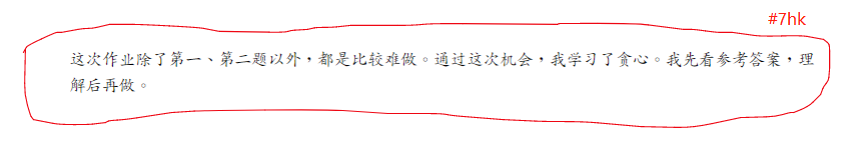 #7hk
这次作业除了第一、第二题以外，都是比较难做。通过这次机会，我学习了贪心。我先看参考答案，理
解后再做。